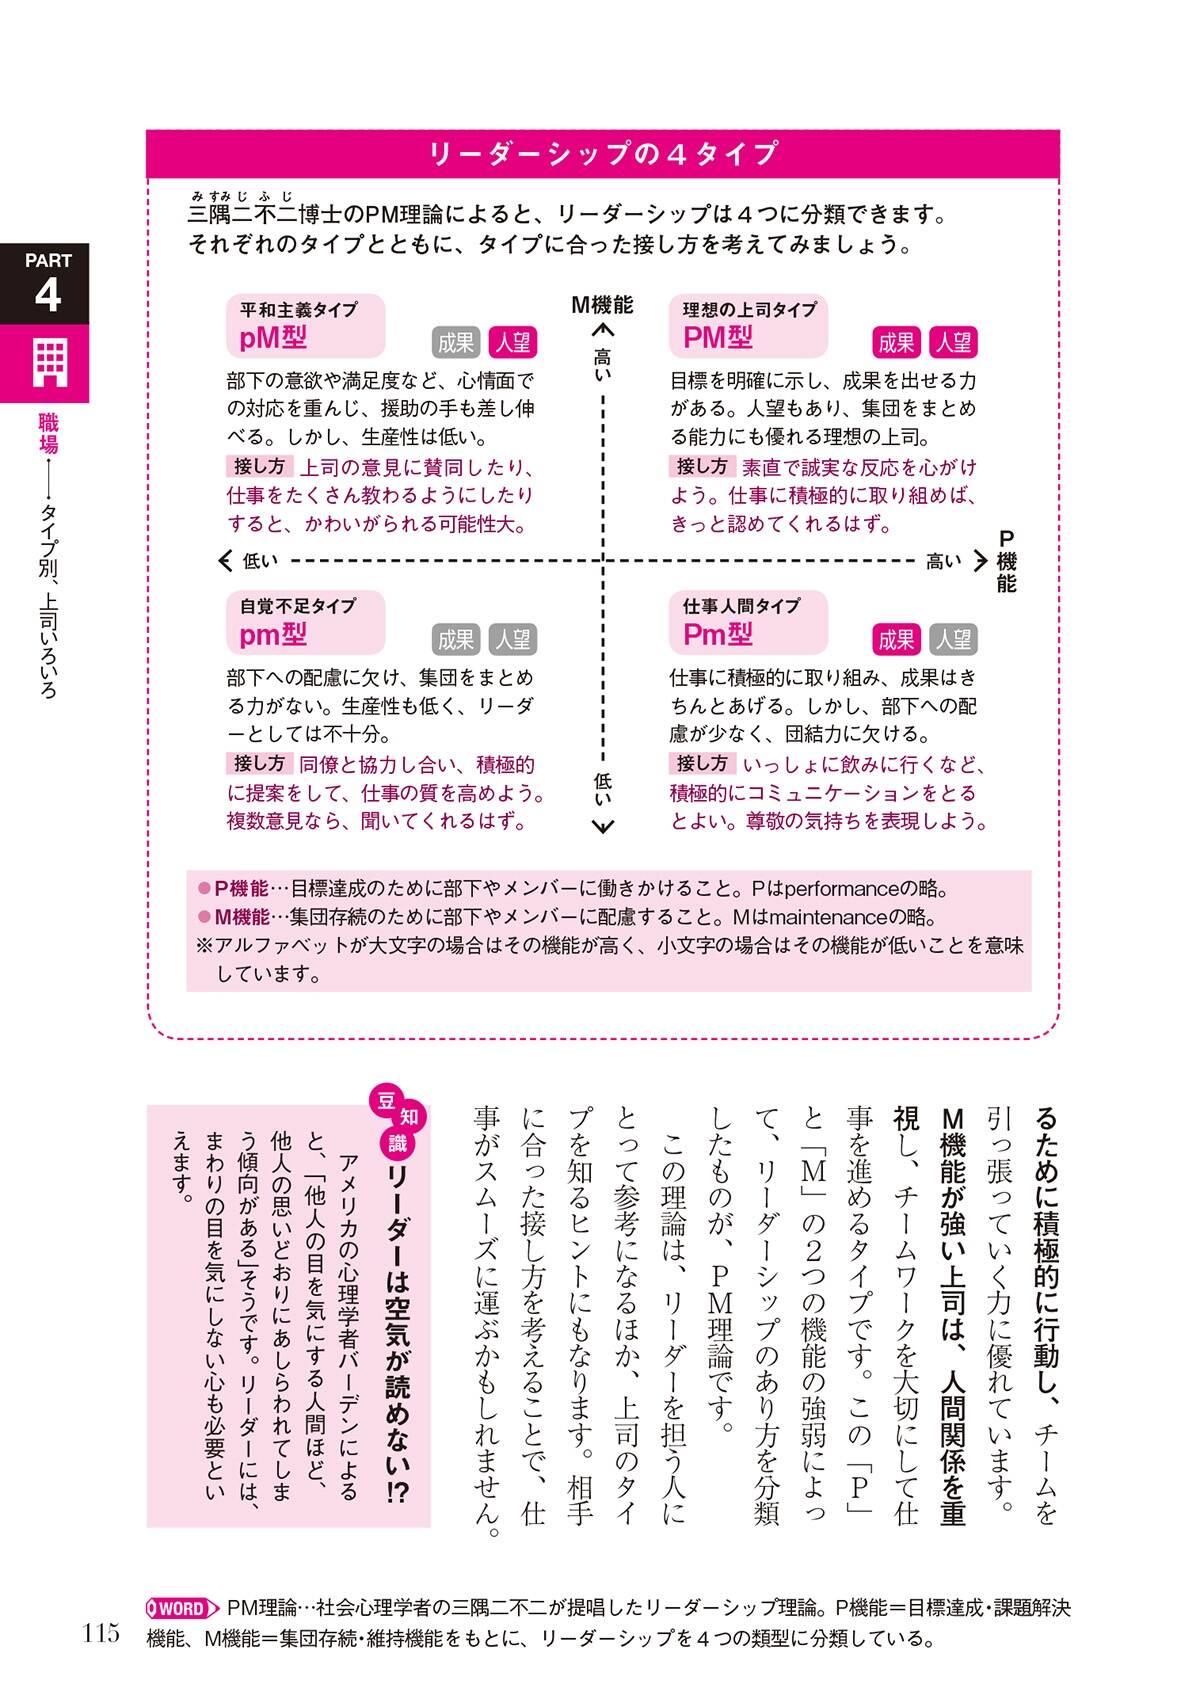 リーダーシップの４タイプ
みすみじふじ
三隅二不二博士のPM理論によると、リーダーシップは４つに分類できます。
それぞれのタイプとともに、タイプに合った接し方を考えてみましょう。
PART
4
職場――タイプ別、上司いろいろ
M機能
高い
平和主義タイプ
pM型
成果 人望
部下の意欲や満足度など、心情面で
の対応を重んじ、援助の手も差し伸
べる。しかし、生産性は低い。
接し方 上司の意見に賛同したり、
仕事をたくさん教わるようにしたり
すると、かわいがられる可能性大。
理想の上司タイプ
PM型
成果 人望
目標を明確に示し、成果を出せる力
がある。人望もあり、集団をまとめ
る能力にも優れる理想の上司。
接し方 素直で誠実な反応を心がけ
よう。仕事に積極的に取り組めば、
きっと認めてくれるはず。
低い
高い
P機能
自覚不足タイプ
pm型
成果 人望
部下への配慮に欠け、集団をまとめ
る力がない。生産性も低く、リーダ
ーとしては不十分。
接し方 同僚と協力し合い、積極的
に提案をして、仕事の質を高めよう。
複数意見なら、聞いてくれるはず。
仕事人間タイプ
Pm型
成果 人望
仕事に積極的に取り組み、成果はき
ちんとあげる。しかし、部下への配
慮が少なく、団結力に欠ける。
接し方 いっしょに飲みに行くなど、
積極的にコミュニケーションをとる
とよい。尊敬の気持ちを表現しよう。
低い
●P機能…目標達成のために部下やメンバーに働きかけること。Pはperformanceの略。
●M機能…集団存続のために部下やメンバーに配慮すること。Mはmaintenanceの略。
※アルファベットが大文字の場合はその機能が高く、小文字の場合はその機能が低いことを意味
しています。
るために積極的に行動し、チームを
引っ張っていく力に優れています。
M機能が強い上司は、人間関係を重
視し、チームワークを大切にして仕
事を進めるタイプです。この「P」
と「M」の２つの機能の強弱によっ
て、リーダーシップのあり方を分類
したものが、PM理論です。
この理論は、リーダーを担う人に
とって参考になるほか、上司のタイ
プを知るヒントにもなります。相手
に合った接し方を考えることで、仕
事がスムーズに運ぶかもしれません。
豆知識
リーダーは空気が読めない!?
アメリカの心理学者バーデンによる
と、「他人の目を気にする人間ほど、
他人の思いどおりにあしらわれてしま
う傾向がある」そうです。リーダーには、
まわりの目を気にしない心も必要とい
えます。
WORD PM理論…社会心理学者の三隅二不二が提唱したリーダーシップ理論。P機能＝目標達成・課題解決
機能、M機能＝集団存続・維持機能をもとに、リーダーシップを４つの類型に分類している。
115